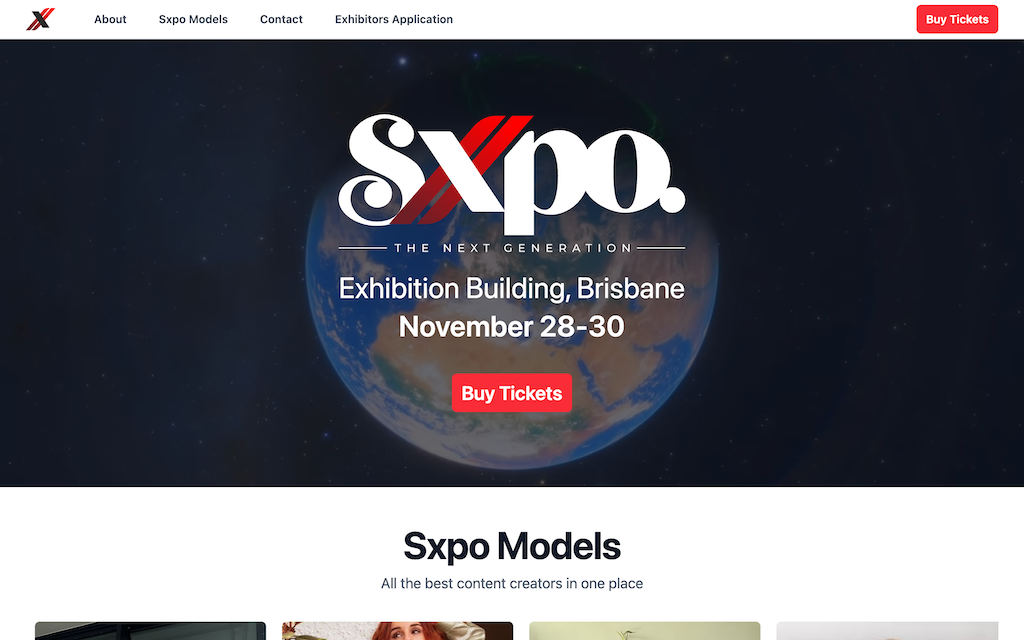 About
Sxpo Models
Contact
Exhibitors Application
Buy Tickets
Sxpo.
THE NEXT GENERATION
Exhibition Building, Brisbane
November 28-30
Buy Tickets
Sxpo Models
All the best content creators in one place